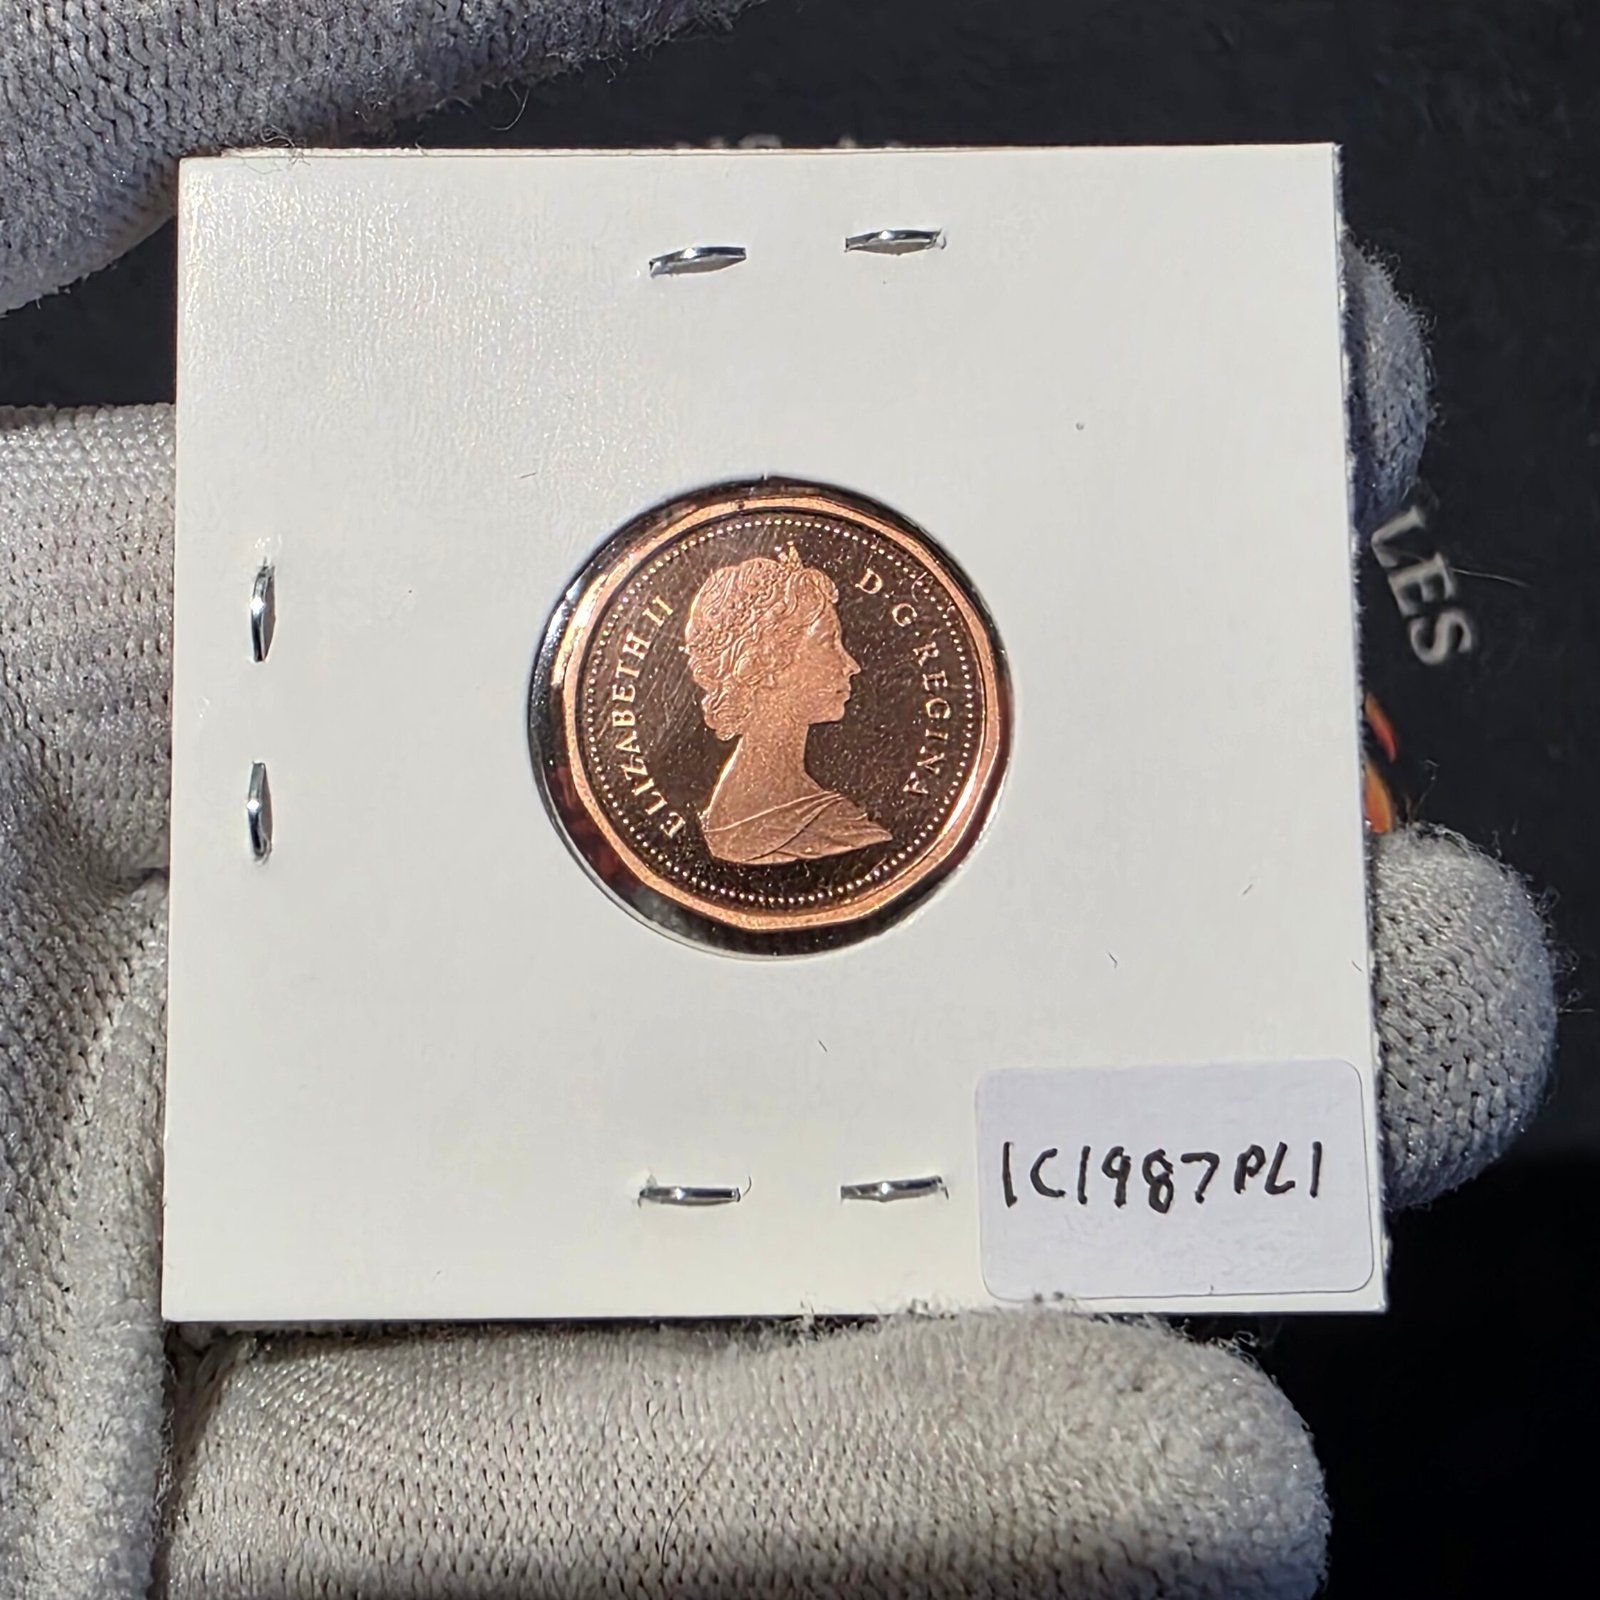 ELIZABETH II D·G·REGINA
1C1987PL1
LES